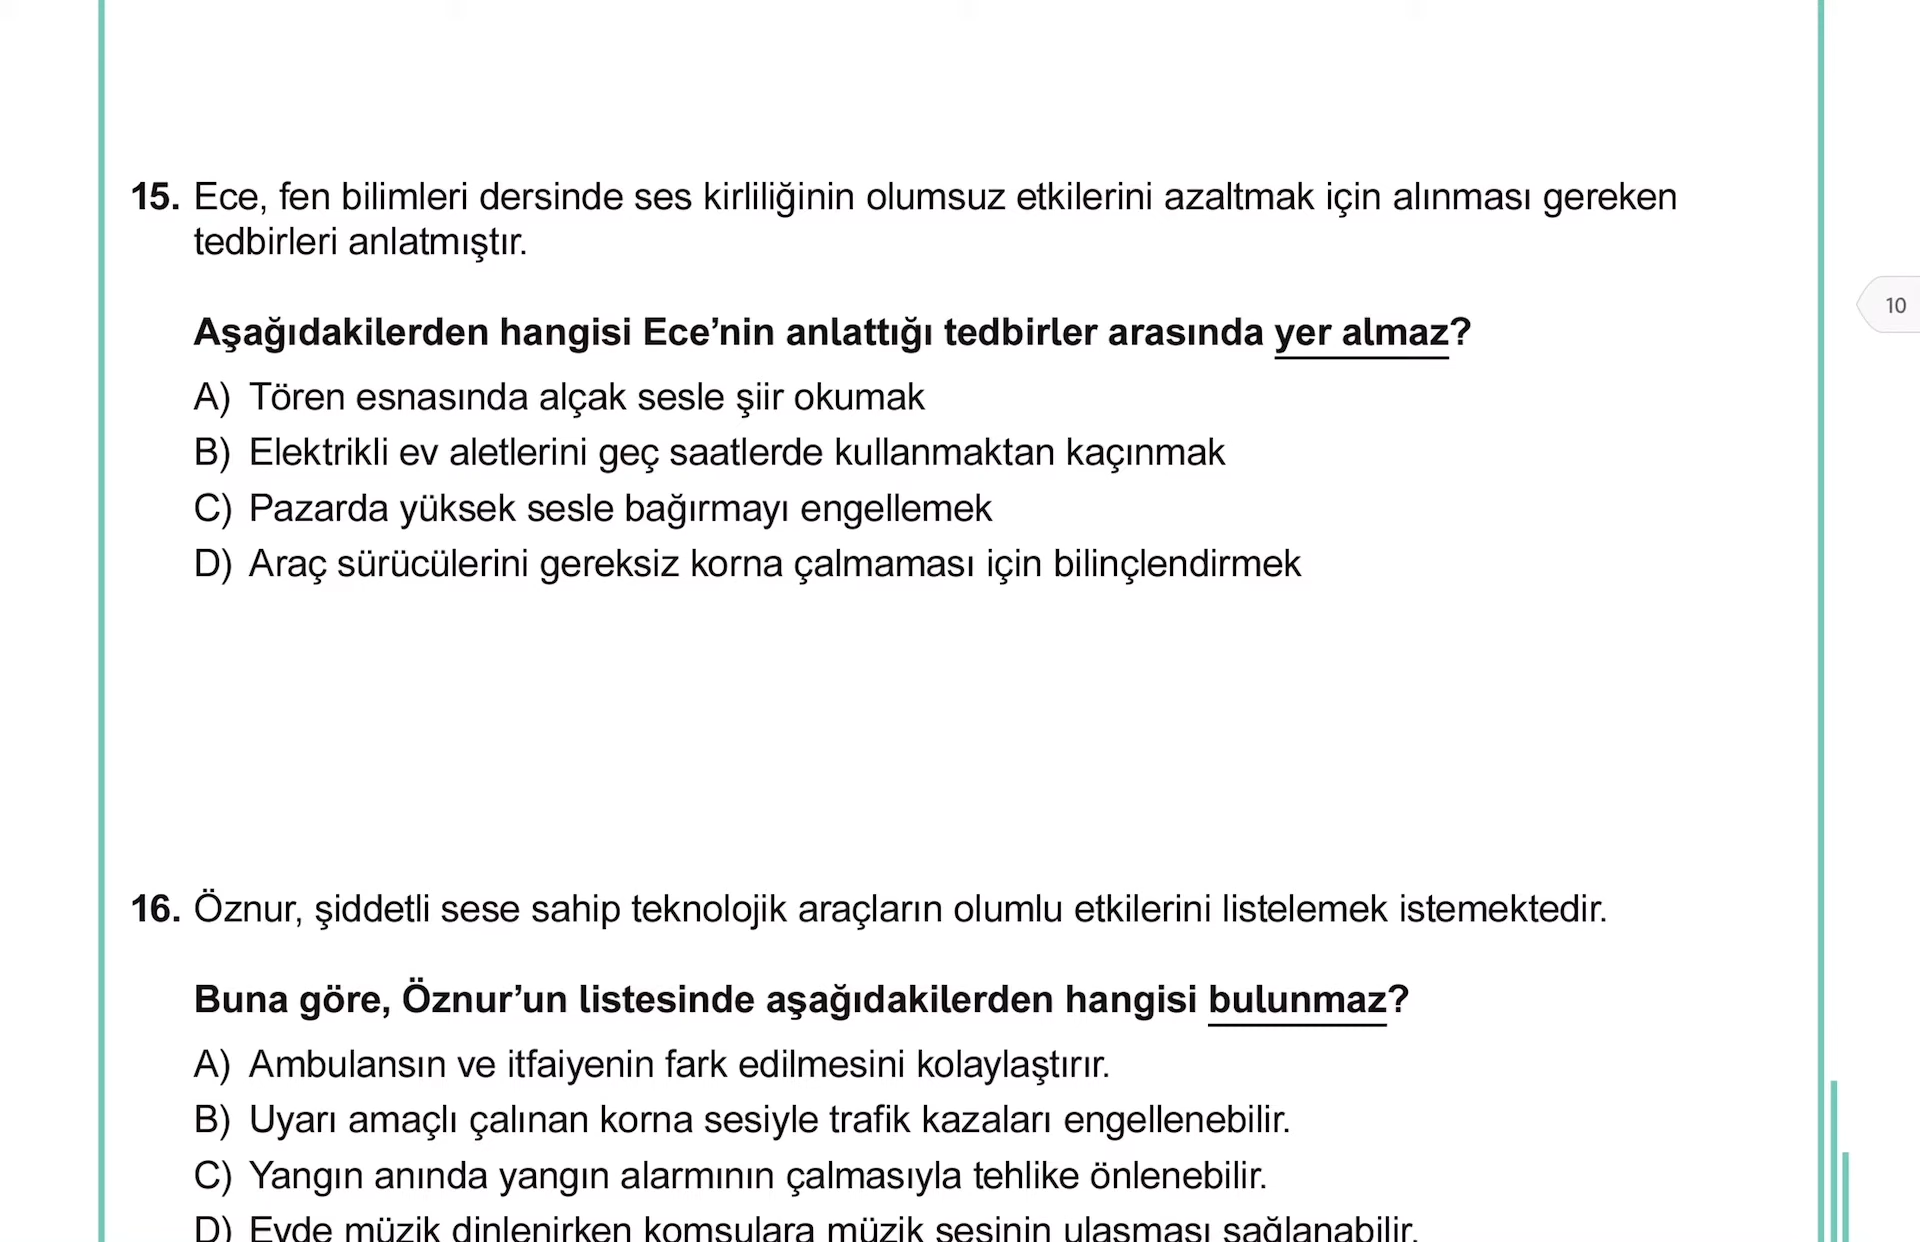 15. Ece, fen bilimleri dersinde ses kirliliğinin olumsuz etkilerini azaltmak için alınması gereken
tedbirleri anlatmıştır.
Aşağıdakilerden hangisi Ece’nin anlattığı tedbirler arasında yer almaz?
10
A) Tören esnasında alçak sesle şiir okumak
B) Elektrikli ev aletlerini geç saatlerde kullanmaktan kaçınmak
C) Pazarda yüksek sesle bağırmayı engellemek
D) Araç sürücülerini gereksiz korna çalmaması için bilinçlendirmek
16. Öznur, şiddetli sese sahip teknolojik araçların olumlu etkilerini listelemek istemektedir.
Buna göre, Öznur’un listesinde aşağıdakilerden hangisi bulunmaz?
A) Ambulansın ve itfaiyenin fark edilmesini kolaylaştırır.
B) Uyarı amaçlı çalınan korna sesiyle trafik kazaları engellenebilir.
C) Yangın anında yangın alarmının çalmasıyla tehlike önlenebilir.
D) Evde müzik dinlenirken komşulara müzik sesinin ulaşması sağlanabilir.